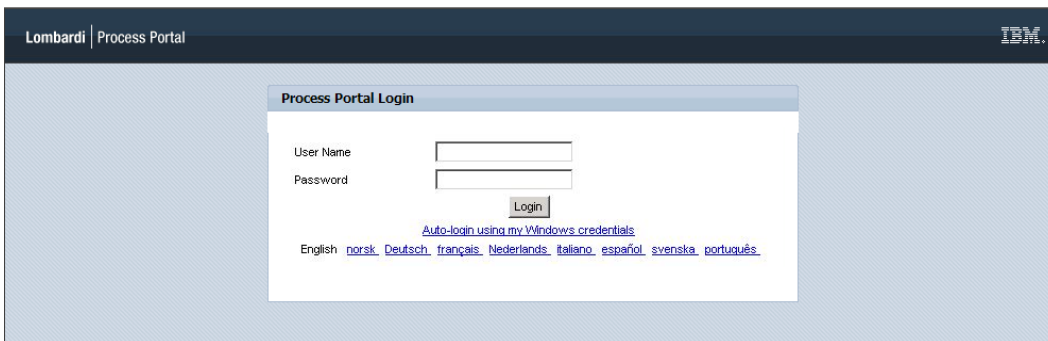 Lombardi | Process Portal IBM.
Process Portal Login
User Name
Password
Login
Auto-login using my Windows credentials
English norsk Deutsch français Nederlands italiano español svenska português